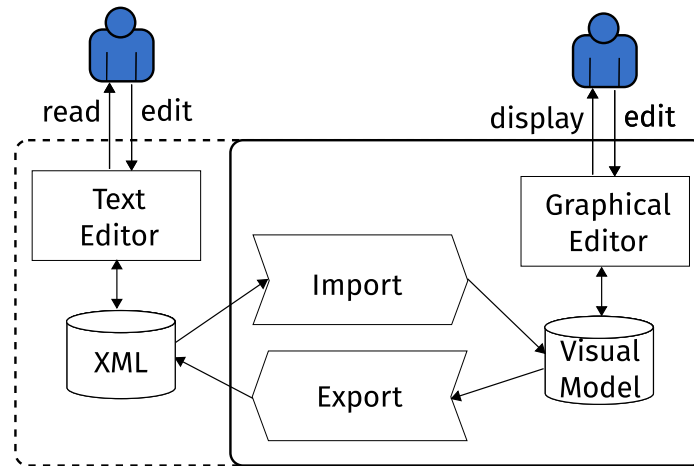 read
edit
display
edit
Text
Editor
Graphical
Editor
Import
XML
Visual
Model
Export